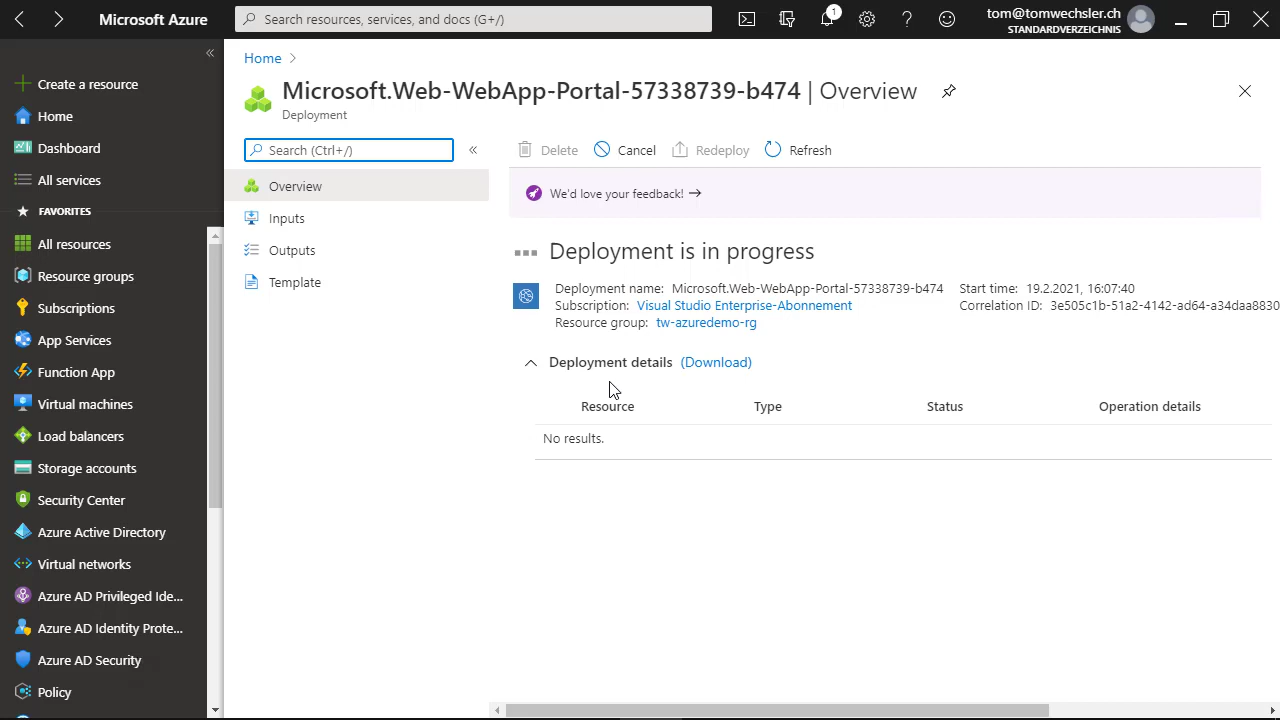 Microsoft Azure
Search resources, services, and docs (G+/)
1
tom@tomwechsler.ch
STANDARDVERZEICHNIS
«
Create a resource
Home
Dashboard
All services
FAVORITES
All resources
Resource groups
Subscriptions
App Services
Function App
Virtual machines
Load balancers
Storage accounts
Security Center
Azure Active Directory
Virtual networks
Azure AD Privileged Ide...
Azure AD Identity Prote...
Azure AD Security
Policy
Home >
Microsoft.Web-WebApp-Portal-57338739-b474 | Overview
Deployment
Search (Ctrl+/)
«
Overview
Inputs
Outputs
Template
Delete
Cancel
Redeploy
Refresh
We'd love your feedback! →
Deployment is in progress
Deployment name: Microsoft.Web-WebApp-Portal-57338739-b474
Subscription: Visual Studio Enterprise-Abonnement
Resource group: tw-azuredemo-rg
Start time: 19.2.2021, 16:07:40
Correlation ID: 3e505c1b-51a2-4142-ad64-a34daa8830
Deployment details (Download)
Resource Type Status Operation details
No results.